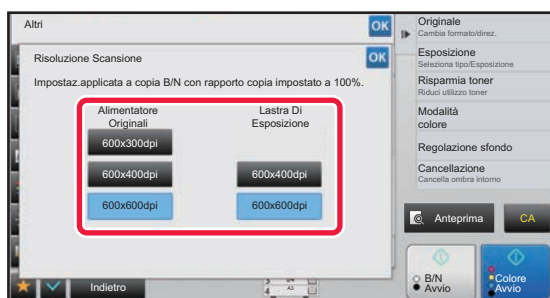 Altri
OK
Risoluzione Scansione
OK
Impostaz.applicata a copia B/N con rapporto copia impostato a 100%.
Alimentatore
Originali
Lastra Di
Esposizione
600x300dpi
600x400dpi
600x400dpi
600x600dpi
600x600dpi
Indietro
Originale
Cambia formato/direz.
Esposizione
Seleziona tipo/Esposizione
Risparmia toner
Riduci utilizzo toner
Modalità
colore
Regolazione sfondo
Cancellazione
Cancella ombra intorno
Anteprima
CA
B/N
Avvio
Colore
Avvio